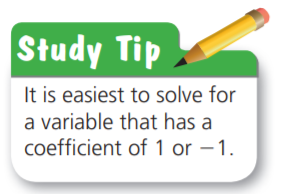 Study Tip
It is easiest to solve for
a variable that has a
coefficient of 1 or −1.